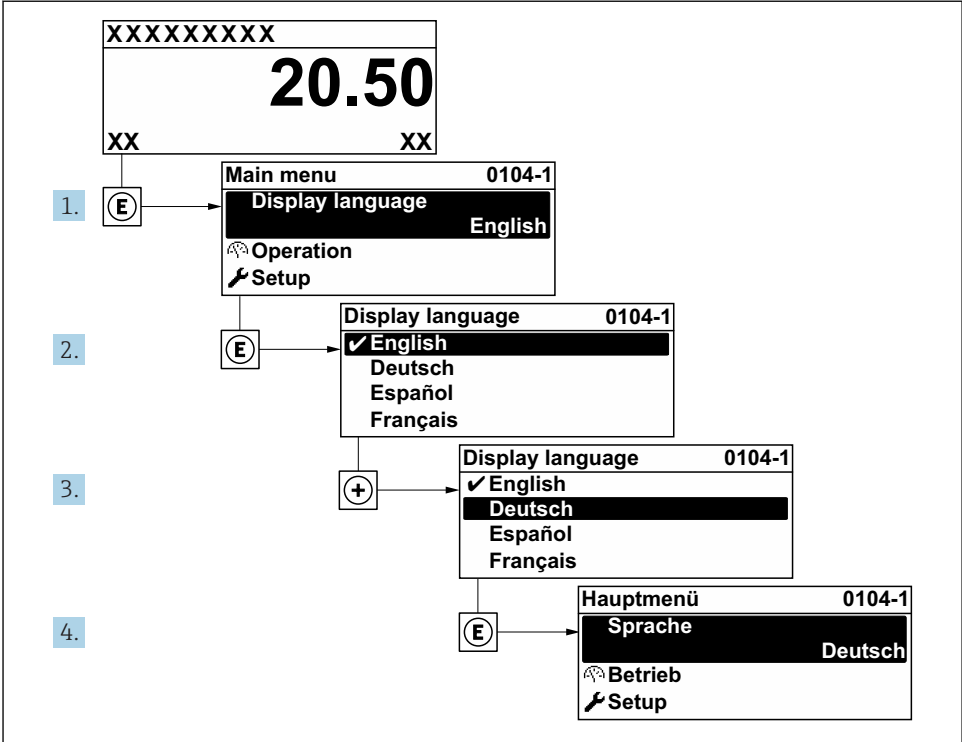 XXXXXXXXX
20.50
XX XX
1. E
Main menu 0104-1
Display language
English
Operation
Setup
2. E
Display language 0104-1
✔English
Deutsch
Español
Français
3. +
Display language 0104-1
✔English
Deutsch
Español
Français
4. E
Hauptmenü 0104-1
Sprache
Deutsch
Betrieb
Setup